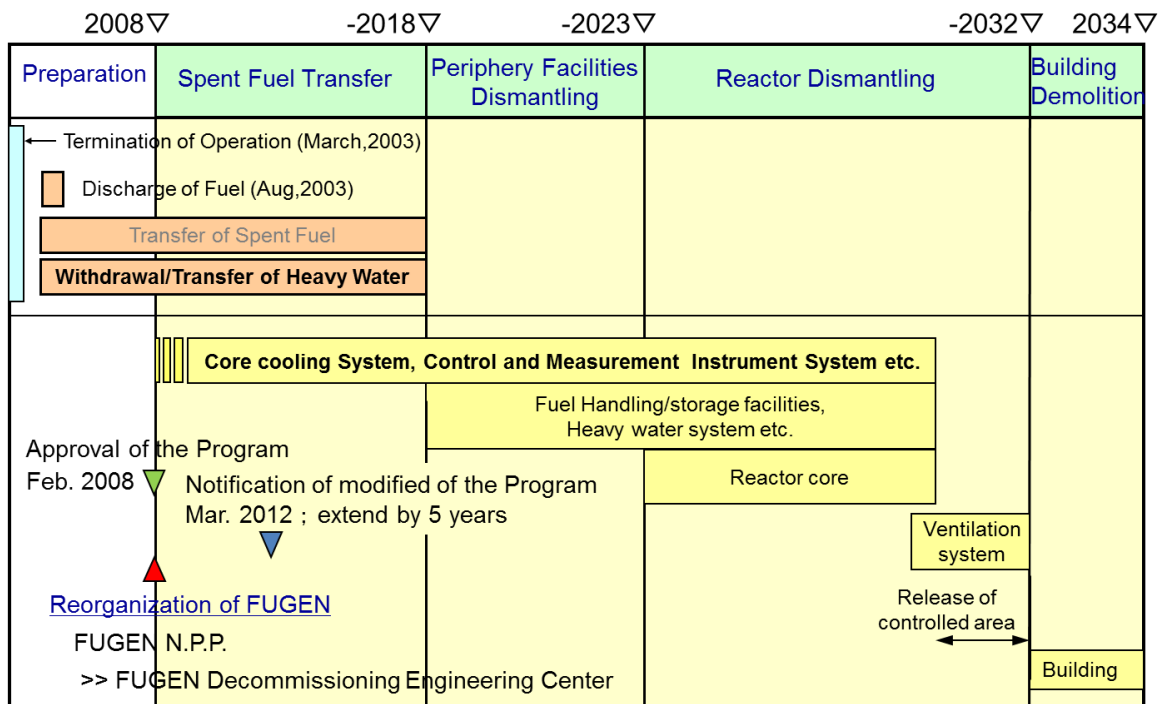 2008▽ -2018▽ -2023▽ -2032▽ 2034▽
Preparation
Spent Fuel Transfer
Periphery Facilities
Dismantling
Reactor Dismantling
Building
Demolition
Termination of Operation (March,2003)
Discharge of Fuel (Aug,2003)
Transfer of Spent Fuel
Withdrawal/Transfer of Heavy Water
Core cooling System, Control and Measurement Instrument System etc.
Fuel Handling/storage facilities,
Heavy water system etc.
Approval of the Program
Feb. 2008
Notification of modified of the Program
Mar. 2012 ; extend by 5 years
Reactor core
Ventilation
system
Reorganization of FUGEN
FUGEN N.P.P.
>> FUGEN Decommissioning Engineering Center
Release of
controlled area
Building